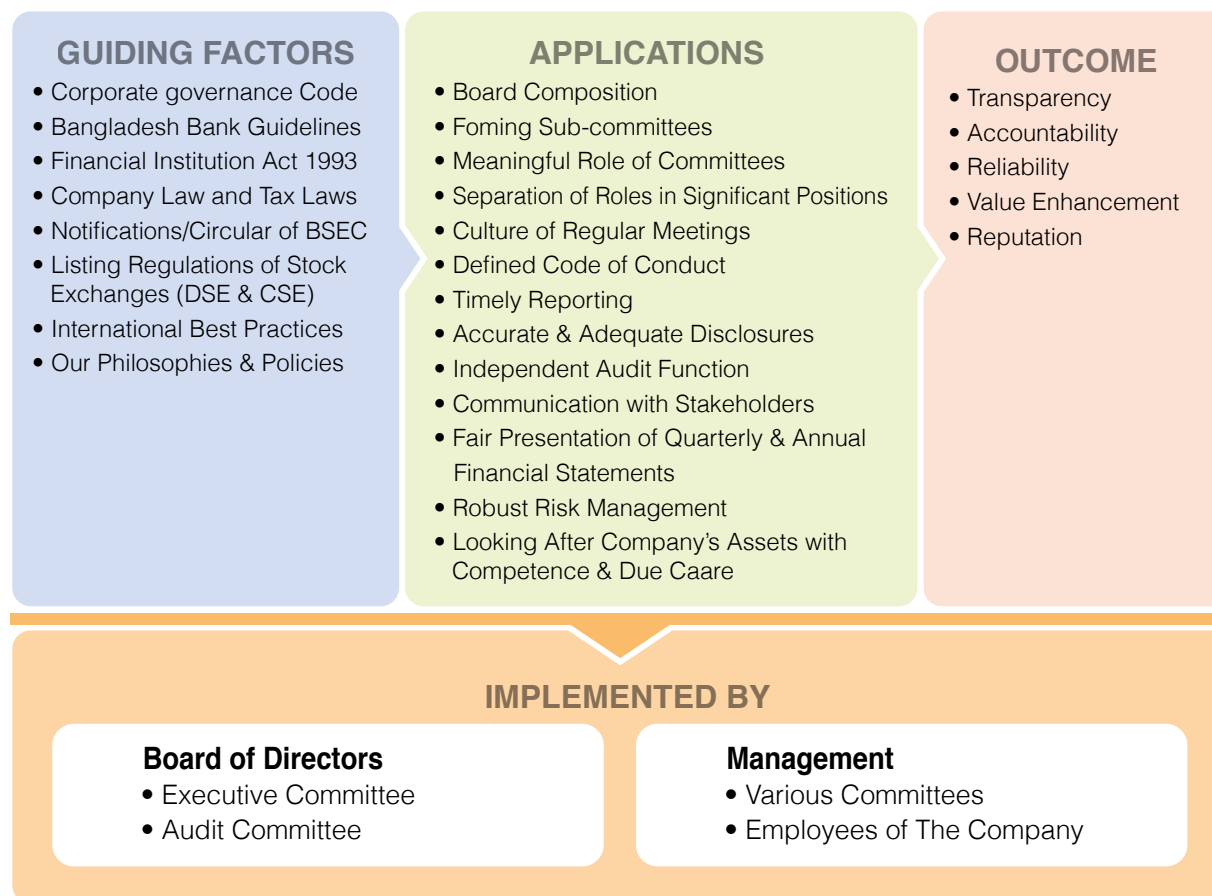 GUIDING FACTORS
• Corporate governance Code
• Bangladesh Bank Guidelines
• Financial Institution Act 1993
• Company Law and Tax Laws
• Notifications/Circular of BSEC
• Listing Regulations of Stock
Exchanges (DSE & CSE)
• International Best Practices
• Our Philosophies & Policies
APPLICATIONS
• Board Composition
• Foming Sub-committees
• Meaningful Role of Committees
• Separation of Roles in Significant Positions
• Culture of Regular Meetings
• Defined Code of Conduct
• Timely Reporting
• Accurate & Adequate Disclosures
• Independent Audit Function
• Communication with Stakeholders
• Fair Presentation of Quarterly & Annual
Financial Statements
• Robust Risk Management
• Looking After Company's Assets with
Competence & Due Caare
OUTCOME
• Transparency
• Accountability
• Reliability
• Value Enhancement
• Reputation
IMPLEMENTED BY
Board of Directors
• Executive Committee
• Audit Committee
Management
• Various Committees
• Employees of The Company